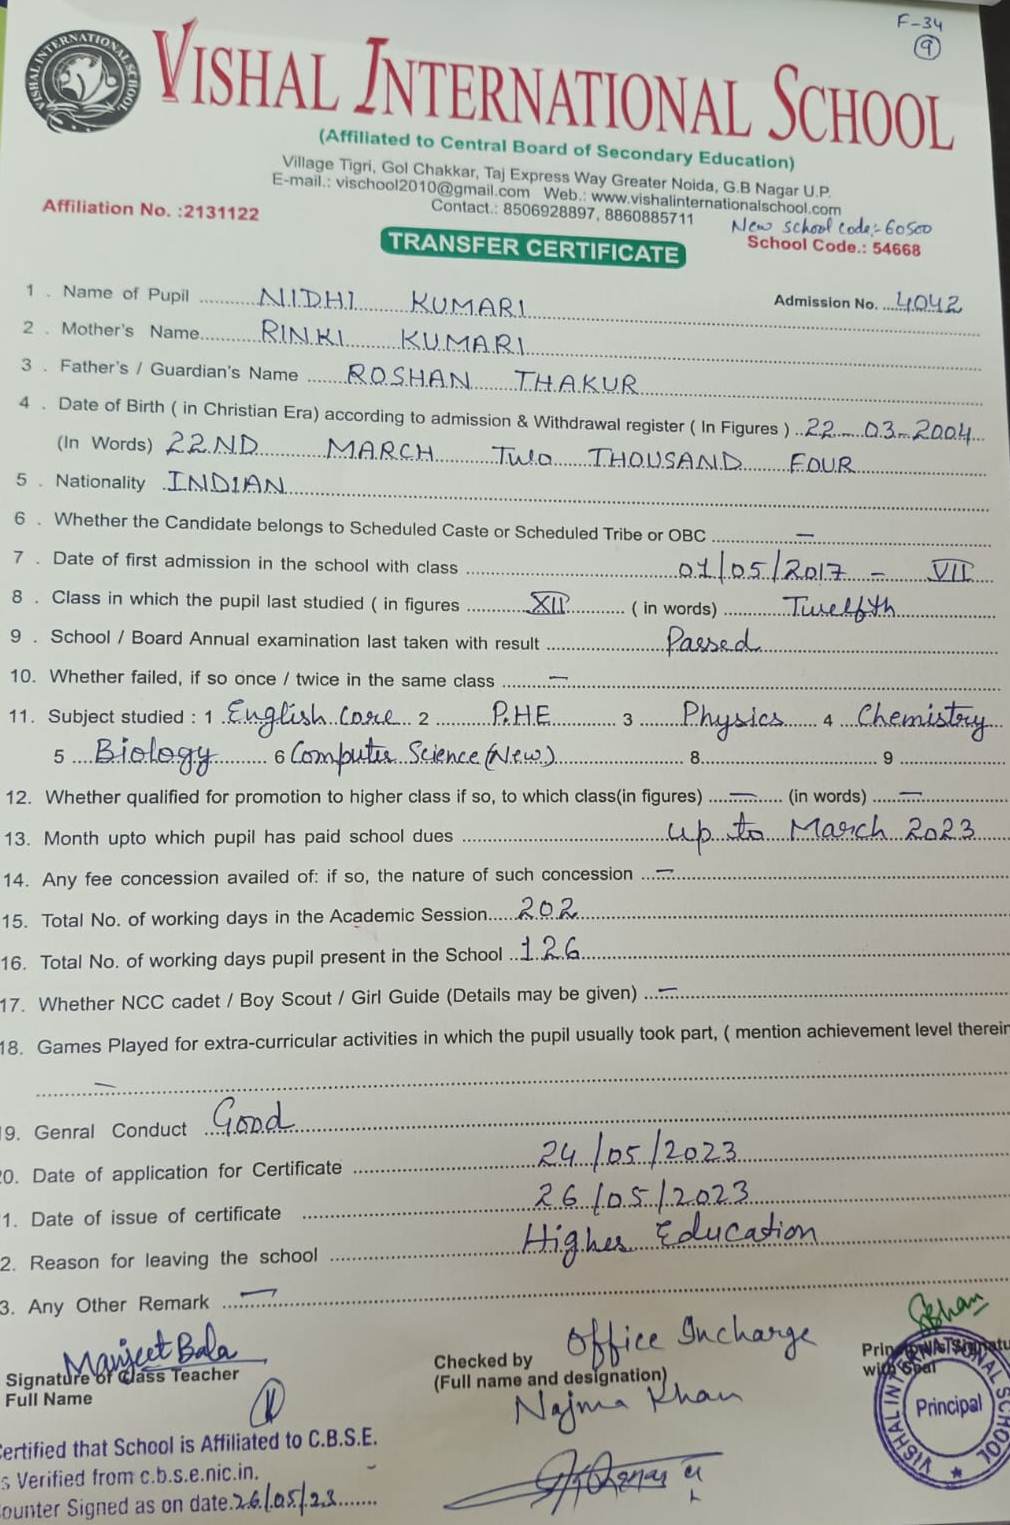 F-34
9
VISHAL INTERNATIONAL SCHOOL
VISHAL INTERNATIONAL SCHOOL
(Affiliated to Central Board of Secondary Education)
Village Tigri, Gol Chakkar, Taj Express Way Greater Noida, G.B Nagar U.P.
E-mail.: vischool2010@gmail.com Web.: www.vishalinternationalschool.com
Contact.: 8506928897, 8860885711
New school code:- 60500
Affiliation No. :2131122
School Code.: 54668
TRANSFER CERTIFICATE
1 . Name of Pupil NIDHI KUMARI Admission No. 4042
2 . Mother's Name RINKI KUMARI
3 . Father's / Guardian's Name ROSHAN THAKUR
4 . Date of Birth ( in Christian Era) according to admission & Withdrawal register ( In Figures ) 22-03-2004
(In Words) 22ND MARCH TWO THOUSAND FOUR
5 . Nationality INDIAN
6 . Whether the Candidate belongs to Scheduled Caste or Scheduled Tribe or OBC —
7 . Date of first admission in the school with class 01/05/2017 - VII
8 . Class in which the pupil last studied ( in figures XII ( in words) Twelfth
9 . School / Board Annual examination last taken with result Passed
10. Whether failed, if so once / twice in the same class —
11. Subject studied : 1 English Core 2 P.HE 3 Physics 4 Chemistry
5 Biology 6 Computer Science (New) 8 9
12. Whether qualified for promotion to higher class if so, to which class(in figures) — (in words) —
13. Month upto which pupil has paid school dues up to March 2023
14. Any fee concession availed of: if so, the nature of such concession —
15. Total No. of working days in the Academic Session 202
16. Total No. of working days pupil present in the School 126
17. Whether NCC cadet / Boy Scout / Girl Guide (Details may be given) —
18. Games Played for extra-curricular activities in which the pupil usually took part, ( mention achievement level therein
—
19. Genral Conduct Good
20. Date of application for Certificate 24/05/2023
1. Date of issue of certificate 26/05/2023
2. Reason for leaving the school Higher Education
3. Any Other Remark —
Manjeet Bala
Signature of Class Teacher
Full Name
Office Incharge
Checked by
(Full name and designation)
Najma Khan
with Seal
VISHAL INTERNATIONAL SCHOOL
Principal
Certified that School is Affiliated to C.B.S.E.
s Verified from c.b.s.e.nic.in.
ounter Signed as on date.26/05/23